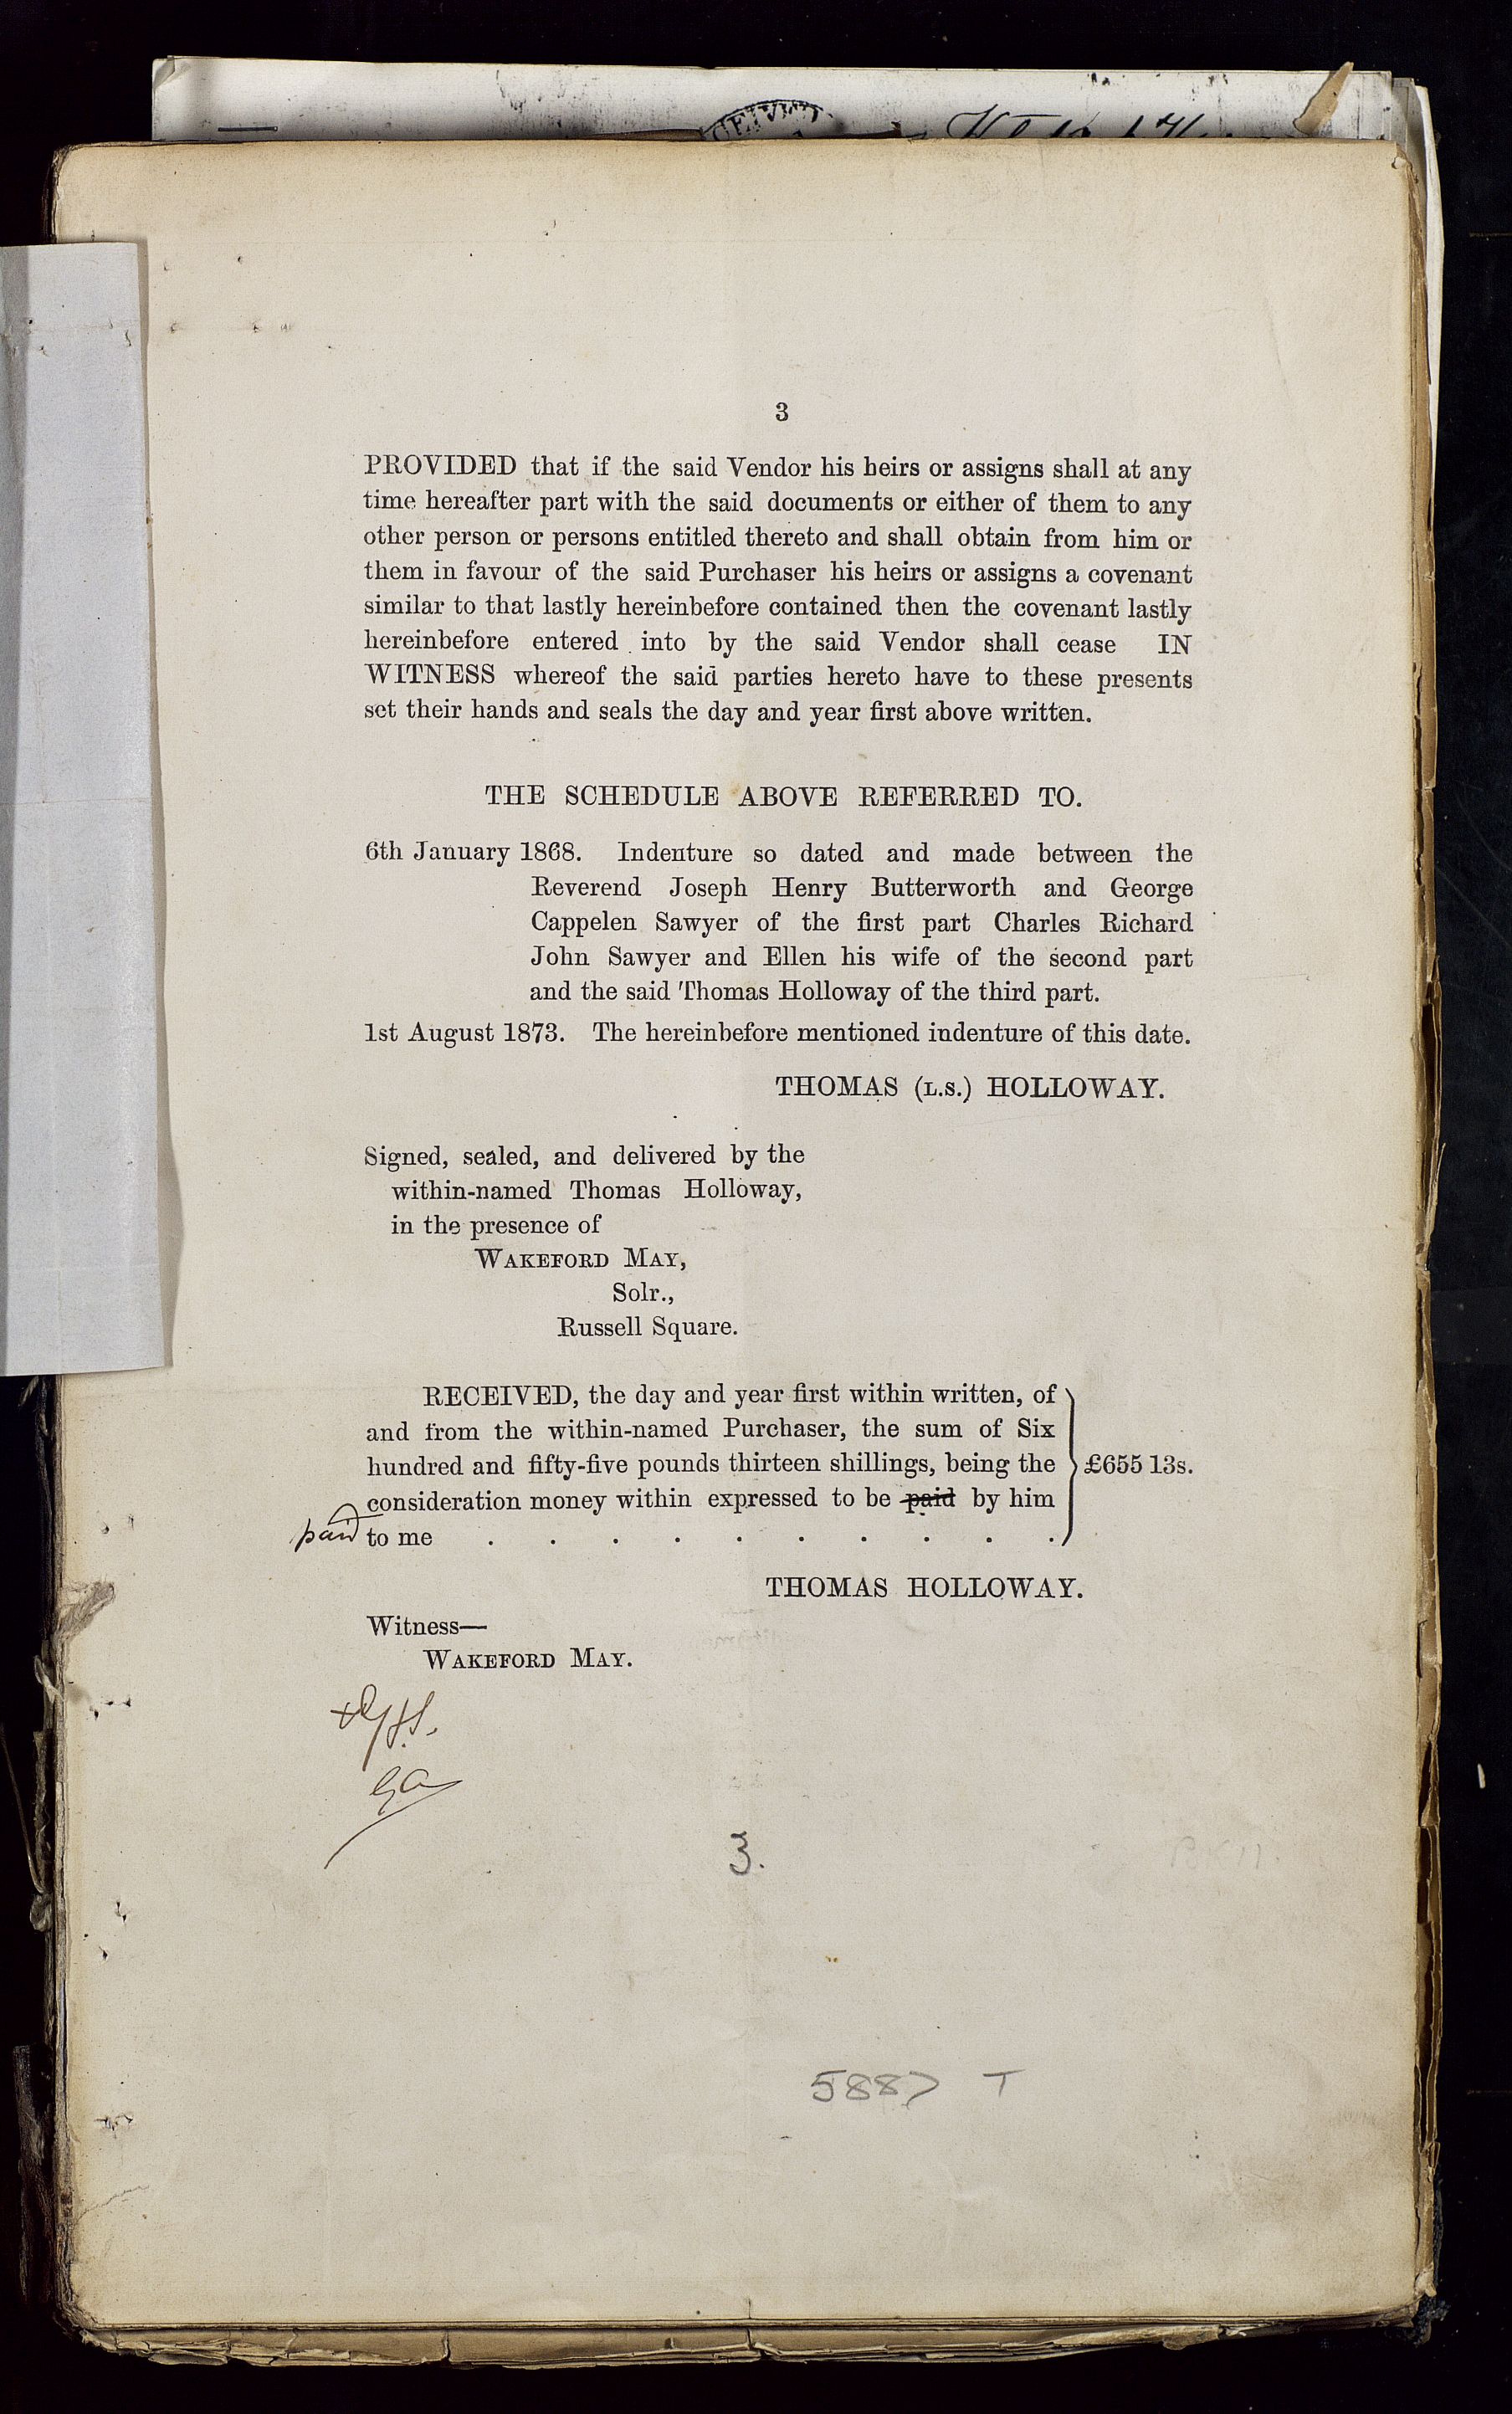 3
PROVIDED that if the said Vendor his heirs or assigns shall at any
time hereafter part with the said documents or either of them to any
other person or persons entitled thereto and shall obtain from him or
them in favour of the said Purchaser his heirs or assigns a covenant
similar to that lastly hereinbefore contained then the covenant lastly
hereinbefore entered into by the said Vendor shall cease IN
WITNESS whereof the said parties hereto have to these presents
set their hands and seals the day and year first above written.
THE SCHEDULE ABOVE REFERRED TO.
6th January 1868. Indenture so dated and made between the
Reverend Joseph Henry Butterworth and George
Cappelen Sawyer of the first part Charles Richard
John Sawyer and Ellen his wife of the second part
and the said Thomas Holloway of the third part.
1st August 1873. The hereinbefore mentioned indenture of this date.
THOMAS (L.S.) HOLLOWAY.
Signed, sealed, and delivered by the
within-named Thomas Holloway,
in the presence of
WAKEFORD MAY,
Solr.,
Russell Square.
RECEIVED, the day and year first within written, of
and from the within-named Purchaser, the sum of Six
hundred and fifty-five pounds thirteen shillings, being the £655 13s.
consideration money within expressed to be paid by him
paid to me . . . . . . . . . .
THOMAS HOLLOWAY.
Witness—
WAKEFORD MAY.
3.
5887 T